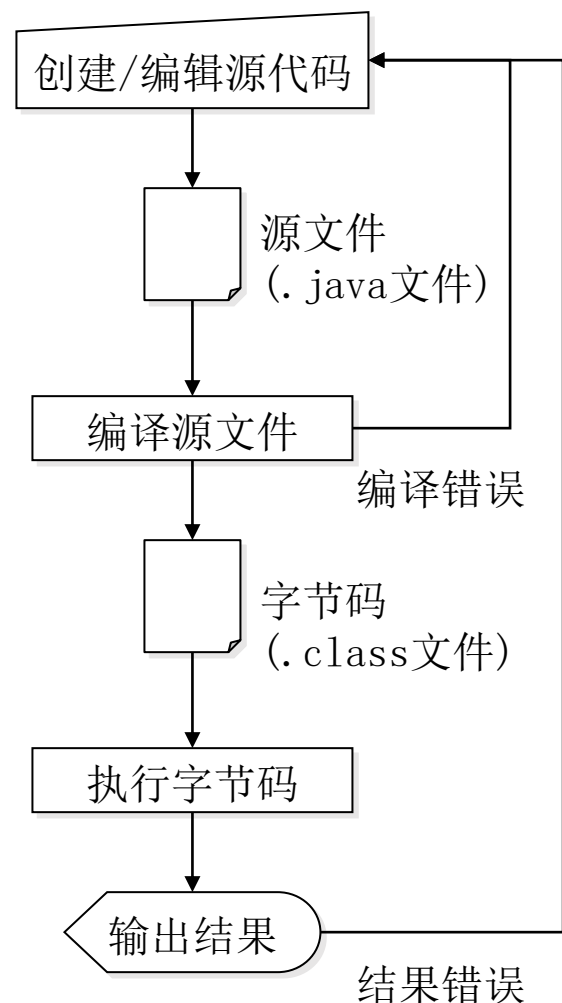 创建/编辑源代码
源文件
(.java文件)
编译源文件
编译错误
字节码
(.class文件)
执行字节码
输出结果
结果错误